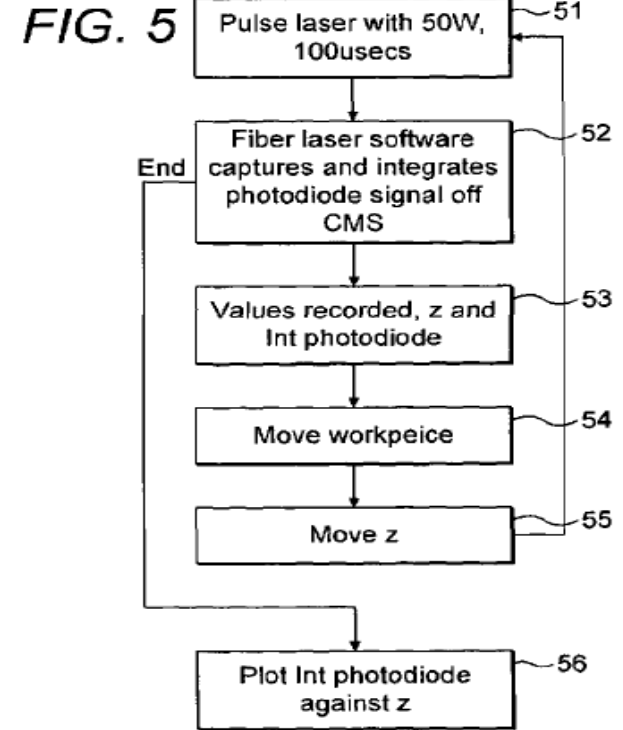 FIG. 5
Pulse laser with 50W,
100usecs
51
Fiber laser software
captures and integrates
photodiode signal off
CMS
52
End
Values recorded, z and
Int photodiode
53
Move workpeice
54
Move z
55
Plot Int photodiode
against z
56